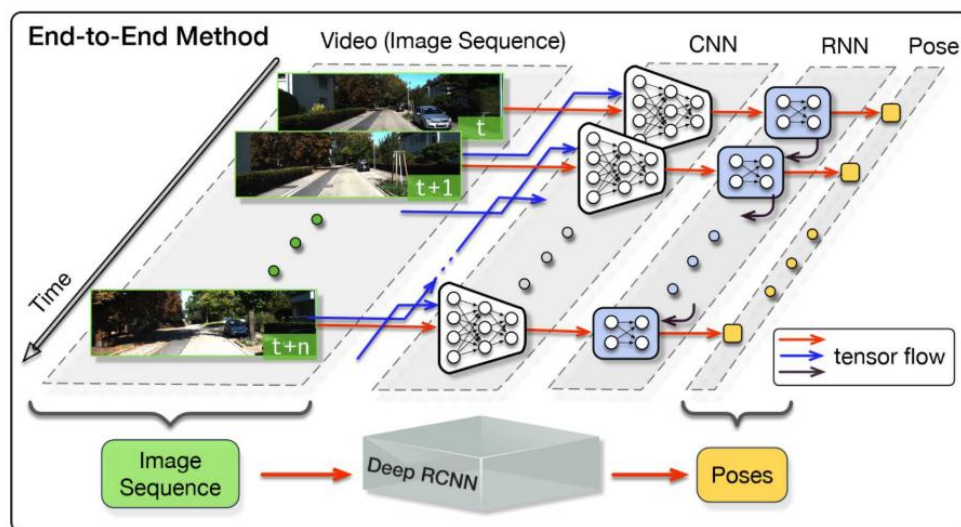 End-to-End Method
Video (Image Sequence)
CNN
RNN
Pose
t
t+1
t+n
Time
tensor flow
Image
Sequence
Deep RCNN
Poses